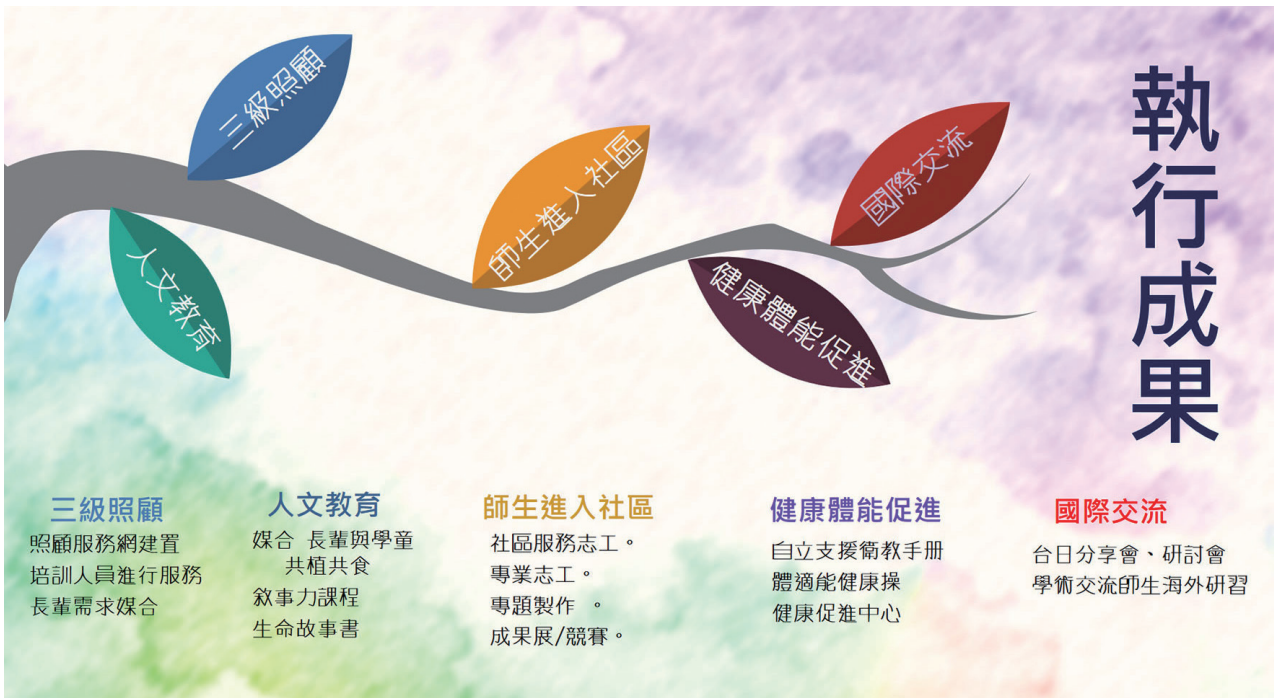 執行成果
三級照顧
人文教育
師生進入社區
國際交流
健康體能促進
三級照顧
照顧服務網建置
培訓人員進行服務
長輩需求媒合
人文教育
媒合 長輩與學童
共植共食
敘事力課程
生命故事書
師生進入社區
社區服務志工。
專業志工。
專題製作 。
成果展/競賽。
健康體能促進
自立支援衛教手冊
體適能健康操
健康促進中心
國際交流
台日分享會、研討會
學術交流師生海外研習